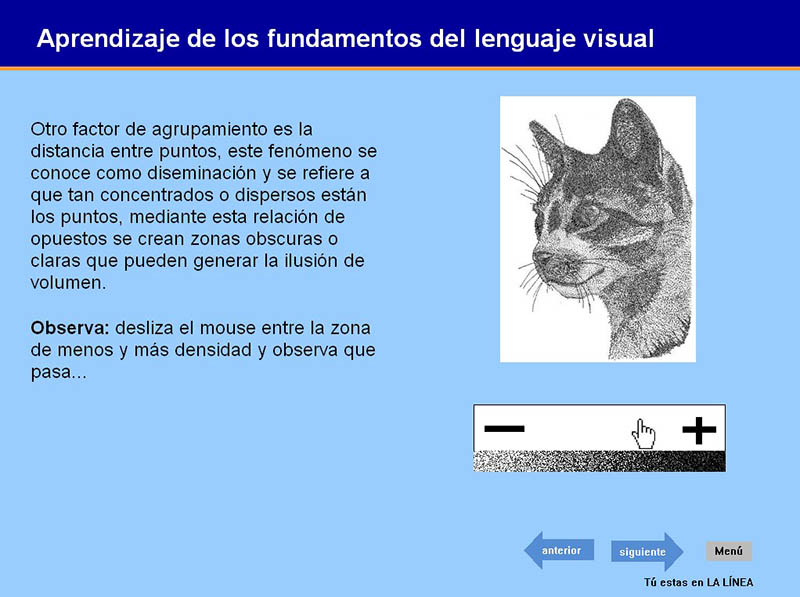 Aprendizaje de los fundamentos del lenguaje visual
Otro factor de agrupamiento es la
distancia entre puntos, este fenómeno se
conoce como diseminación y se refiere a
que tan concentrados o dispersos están
los puntos, mediante esta relación de
opuestos se crean zonas obscuras o
claras que pueden generar la ilusión de
volumen.
Observa: desliza el mouse entre la zona
de menos y más densidad y observa que
pasa...
− +
anterior
siguiente
Menú
Tú estas en LA LÍNEA